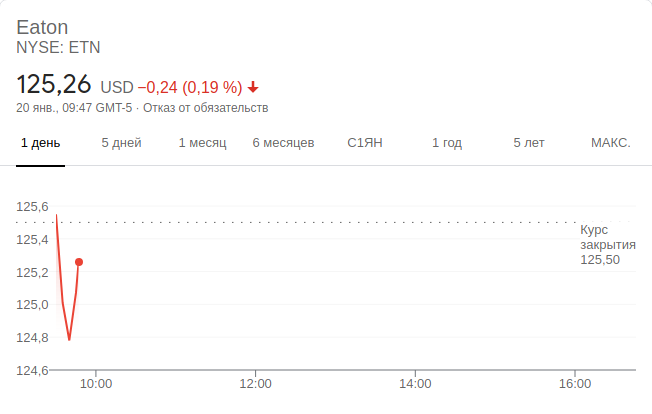 Eaton
NYSE: ETN
125,26 USD −0,24 (0,19 %)
20 янв., 09:47 GMT-5 · Отказ от обязательств
1 день 5 дней 1 месяц 6 месяцев С1ЯН 1 год 5 лет МАКС.
125,6
125,4
125,2
125,0
124,8
124,6
Курс
закрытия
125,50
10:00 12:00 14:00 16:00